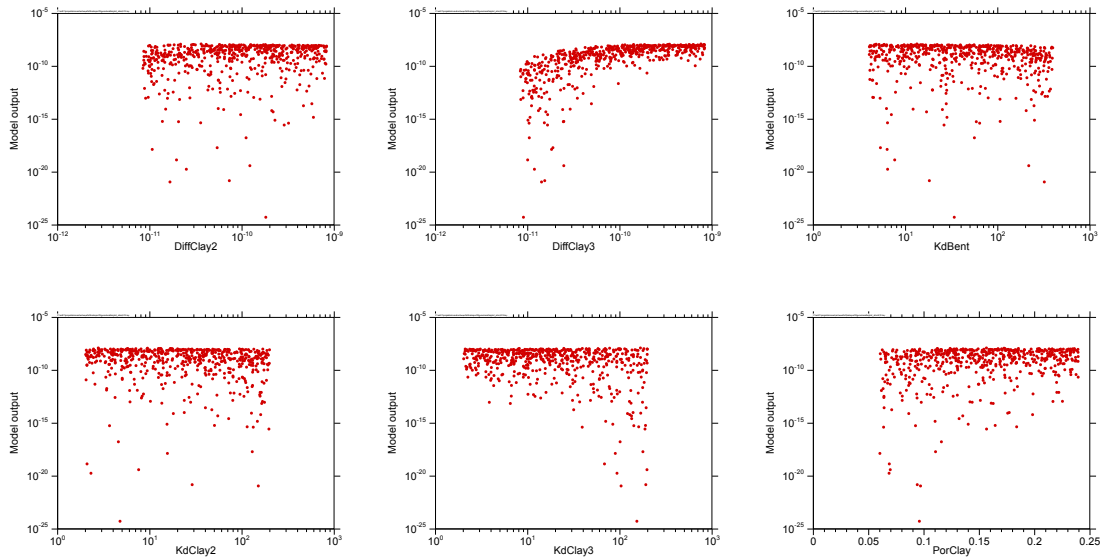 10^-5 10^-5 10^-5
10^-10 10^-10 10^-10
Model output Model output Model output
10^-15 10^-15 10^-15
10^-20 10^-20 10^-20
10^-25 10^-25 10^-25
10^-12 10^-11 10^-10 10^-9 10^-12 10^-11 10^-10 10^-9 10^0 10^1 10^2 10^3
DiffClay2 DiffClay3 KdBent
10^-5 10^-5 10^-5
10^-10 10^-10 10^-10
Model output Model output Model output
10^-15 10^-15 10^-15
10^-20 10^-20 10^-20
10^-25 10^-25 10^-25
10^0 10^1 10^2 10^3 10^0 10^1 10^2 10^3 0 0.05 0.1 0.15 0.2 0.25
KdClay2 KdClay3 PorClay